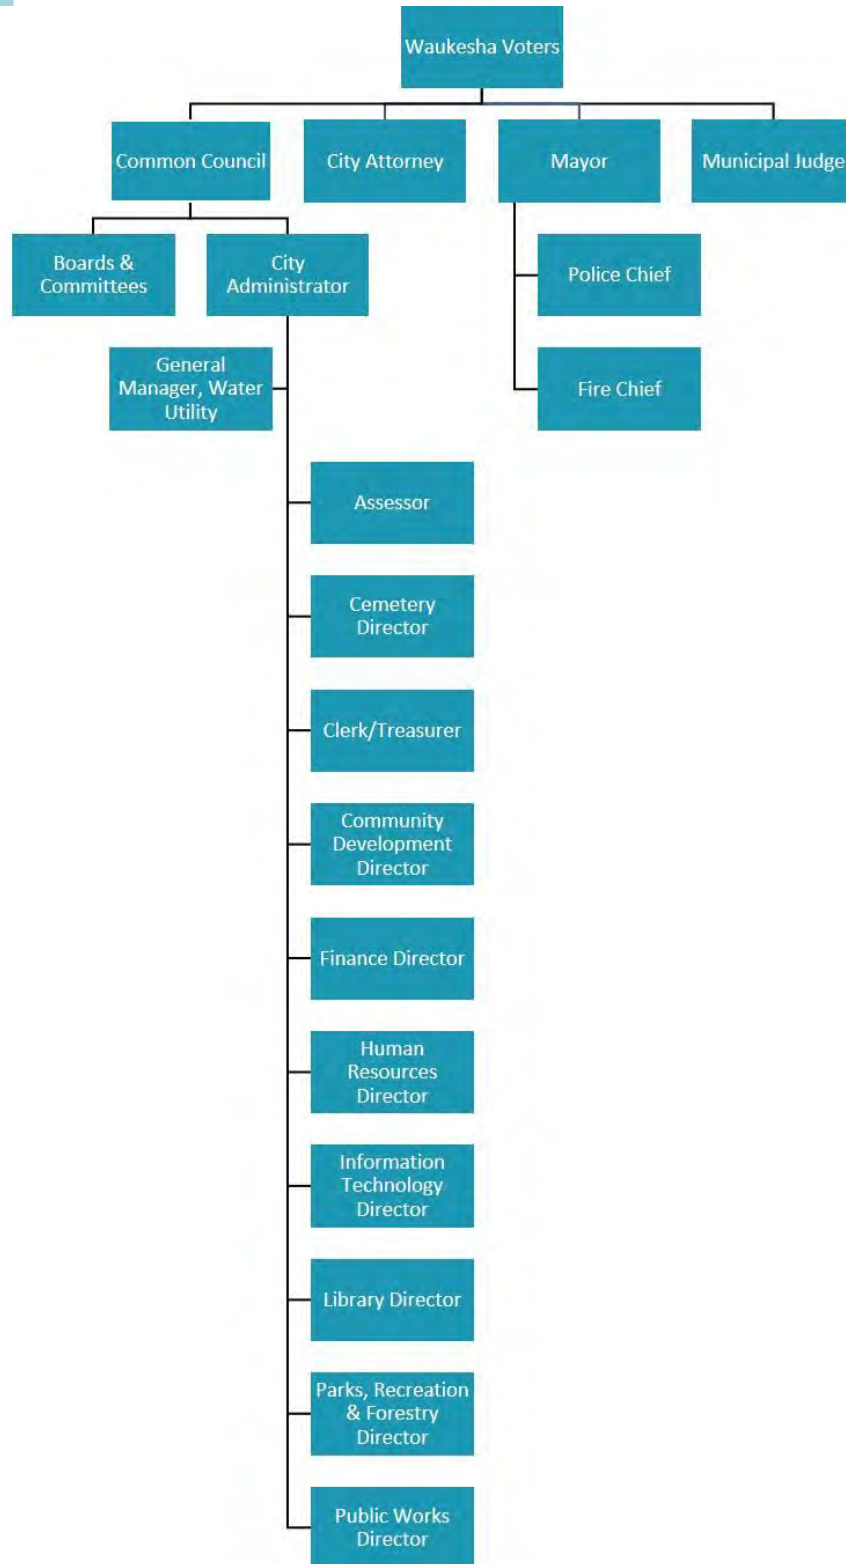 Waukesha Voters
Common Council
City Attorney
Mayor
Municipal Judge
Boards &
Committees
City
Administrator
Police Chief
General
Manager, Water
Utility
Fire Chief
Assessor
Cemetery
Director
Clerk/Treasurer
Community
Development
Director
Finance Director
Human
Resources
Director
Information
Technology
Director
Library Director
Parks, Recreation
& Forestry
Director
Public Works
Director